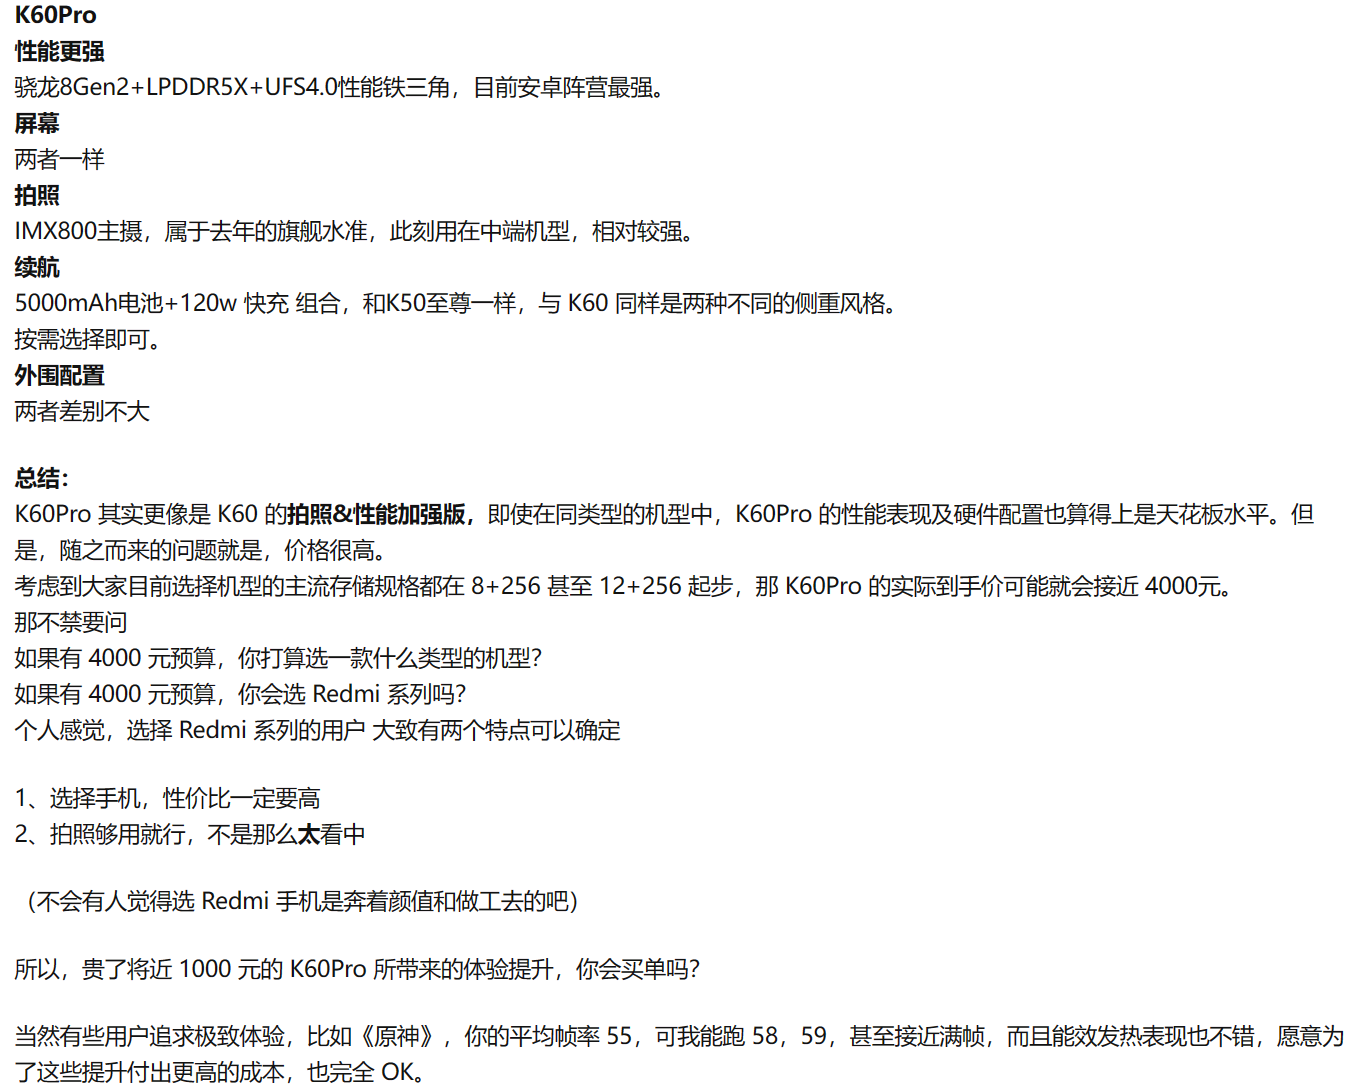 K60Pro
性能更强
骁龙8Gen2+LPDDR5X+UFS4.0性能铁三角，目前安卓阵营最强。
屏幕
两者一样
拍照
IMX800主摄，属于去年的旗舰水准，此刻用在中端机型，相对较强。
续航
5000mAh电池+120w 快充 组合，和K50至尊一样，与 K60 同样是两种不同的侧重风格。
按需选择即可。
外围配置
两者差别不大
总结：
K60Pro 其实更像是 K60 的拍照&性能加强版，即使在同类型的机型中，K60Pro 的性能表现及硬件配置也算得上是天花板水平。但
是，随之而来的问题就是，价格很高。
考虑到大家目前选择机型的主流存储规格都在 8+256 甚至 12+256 起步，那 K60Pro 的实际到手价可能就会接近 4000元。
那不禁要问
如果有 4000 元预算，你打算选一款什么类型的机型？
如果有 4000 元预算，你会选 Redmi 系列吗？
个人感觉，选择 Redmi 系列的用户 大致有两个特点可以确定
1、选择手机，性价比一定要高
2、拍照够用就行，不是那么太看中
（不会有人觉得选 Redmi 手机是奔着颜值和做工去的吧）
所以，贵了将近 1000 元的 K60Pro 所带来的体验提升，你会买单吗？
当然有些用户追求极致体验，比如《原神》，你的平均帧率 55，可我能跑 58，59，甚至接近满帧，而且能效发热表现也不错，愿意为
了这些提升付出更高的成本，也完全 OK。